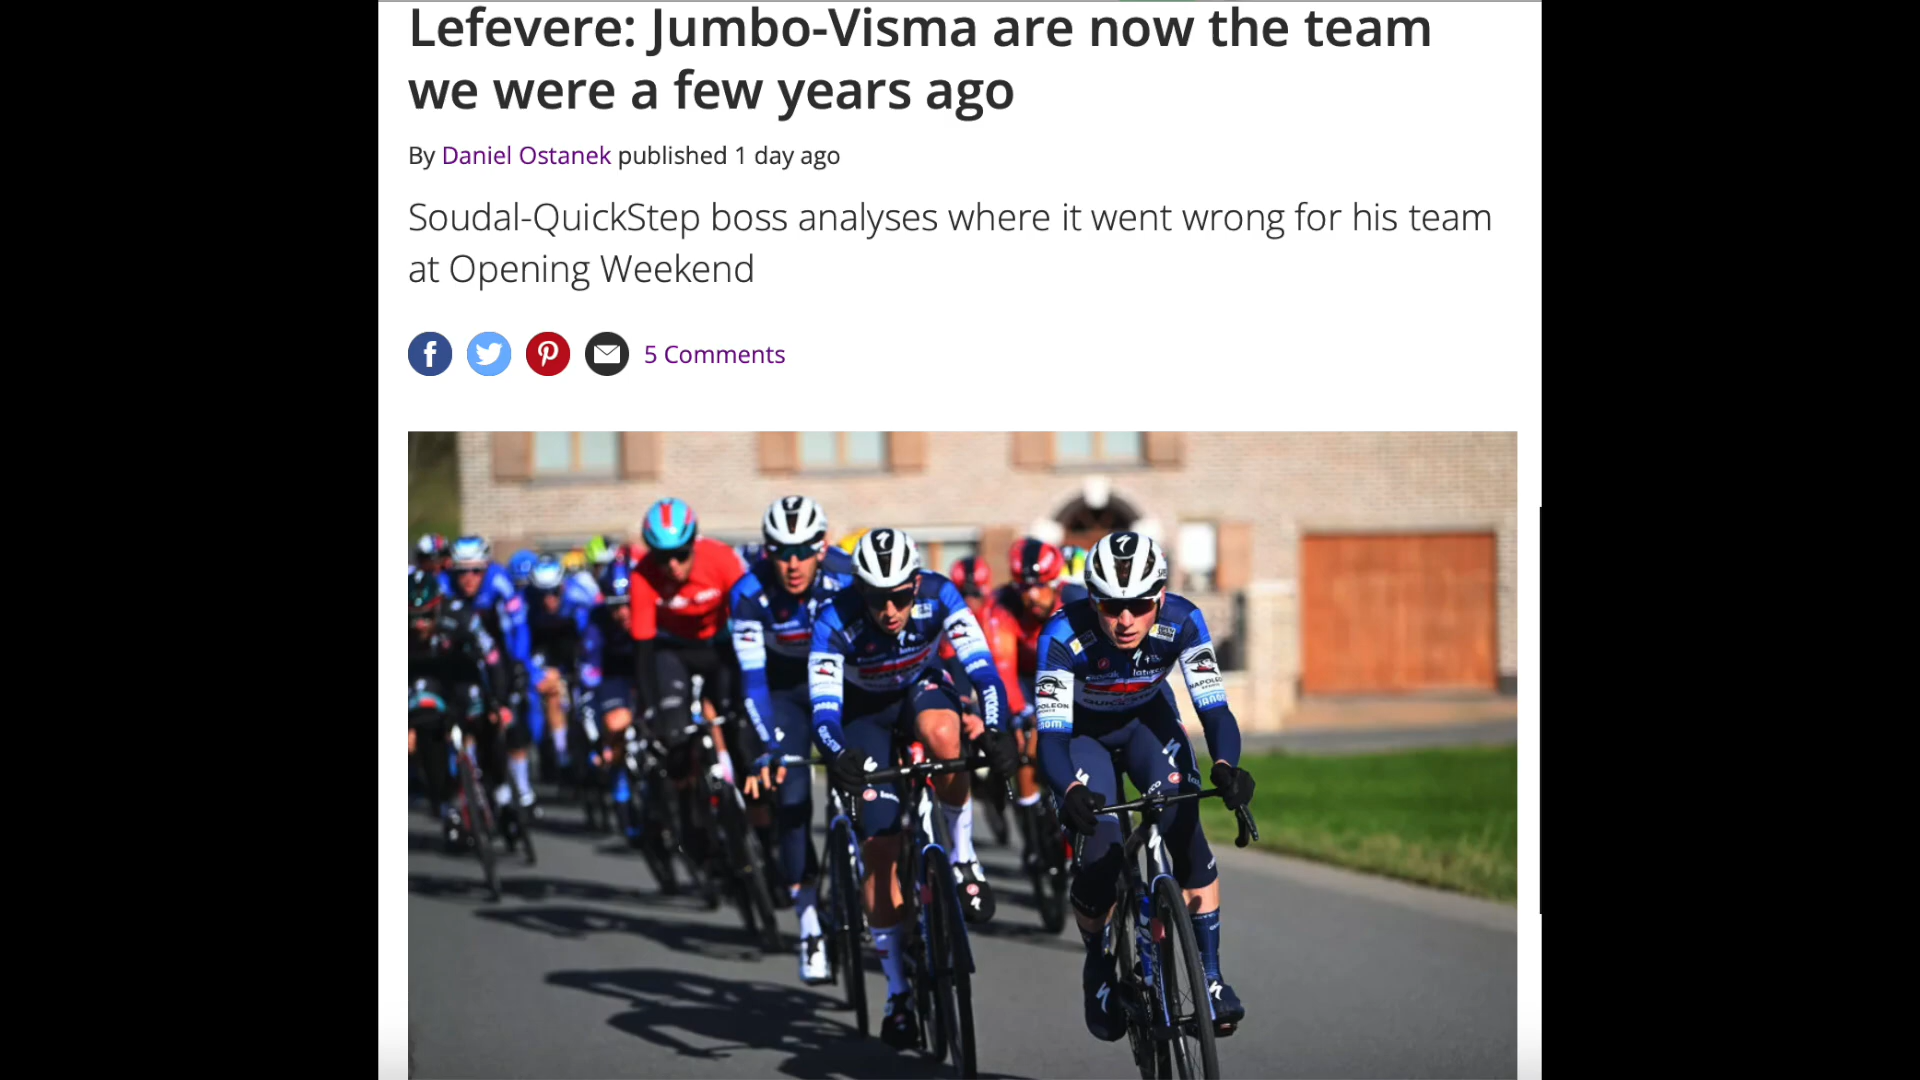 Lefevere: Jumbo-Visma are now the team
we were a few years ago
By Daniel Ostanek published 1 day ago
Soudal-QuickStep boss analyses where it went wrong for his team
at Opening Weekend
5 Comments